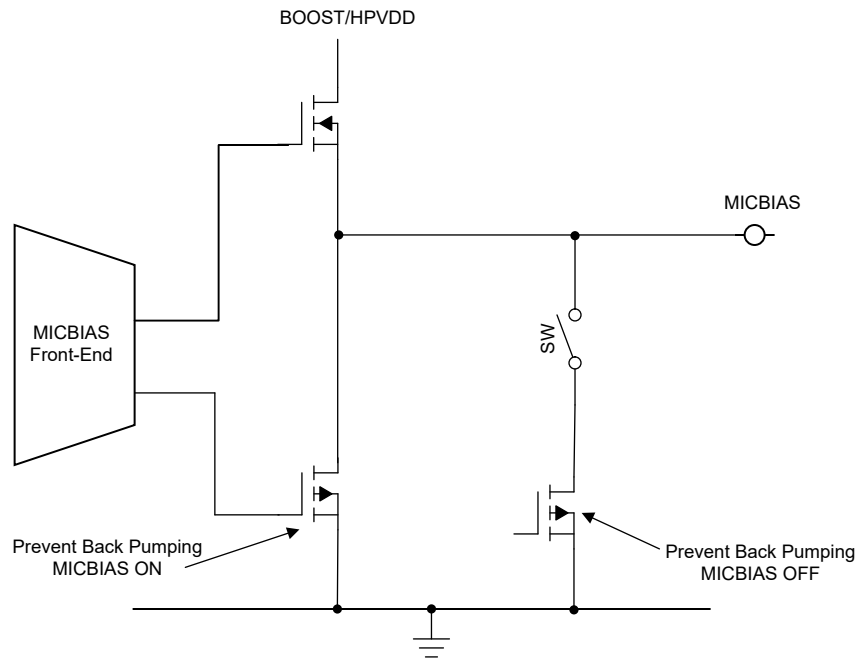 BOOST/HPVDD
MICBIAS
MICBIAS
Front-End
SW
Prevent Back Pumping
MICBIAS ON
Prevent Back Pumping
MICBIAS OFF